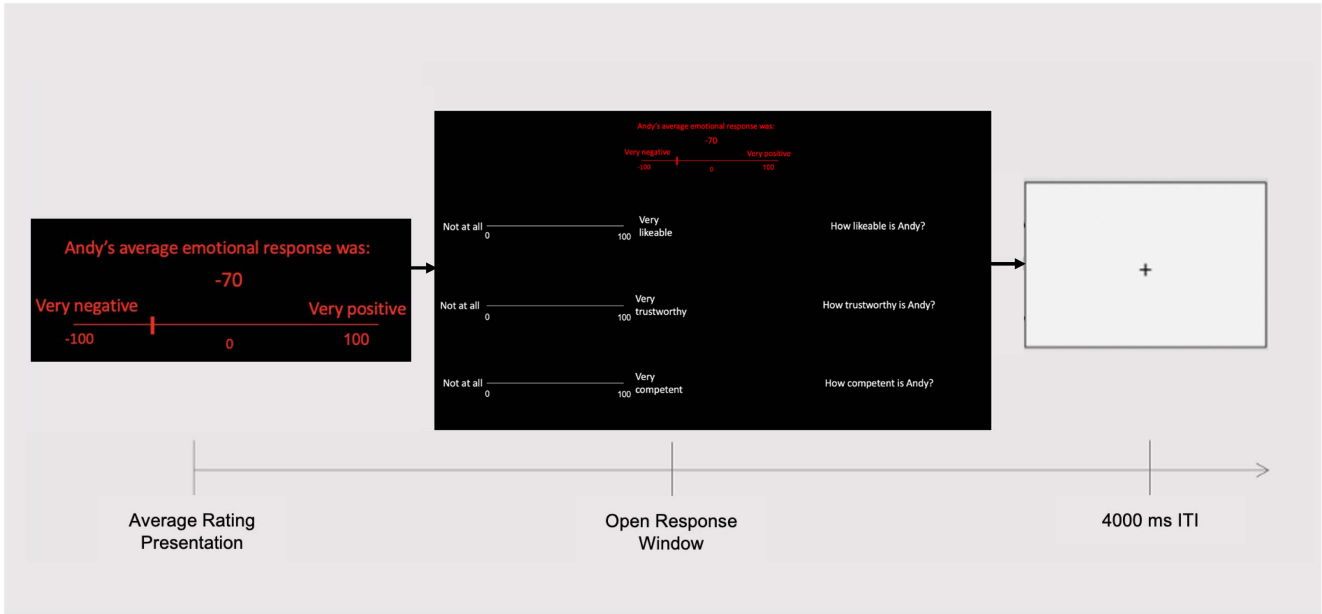 Andy's average emotional response was:
-70
Very negative Very positive
-100 0 100
Andy's average emotional response was:
-70
Very negative Very positive
-100 0 100
Not at all 0 100 Very likeable How likeable is Andy?
Not at all 0 100 Very trustworthy How trustworthy is Andy?
Not at all 0 100 Very competent How competent is Andy?
+
Average Rating
Presentation
Open Response
Window
4000 ms ITI